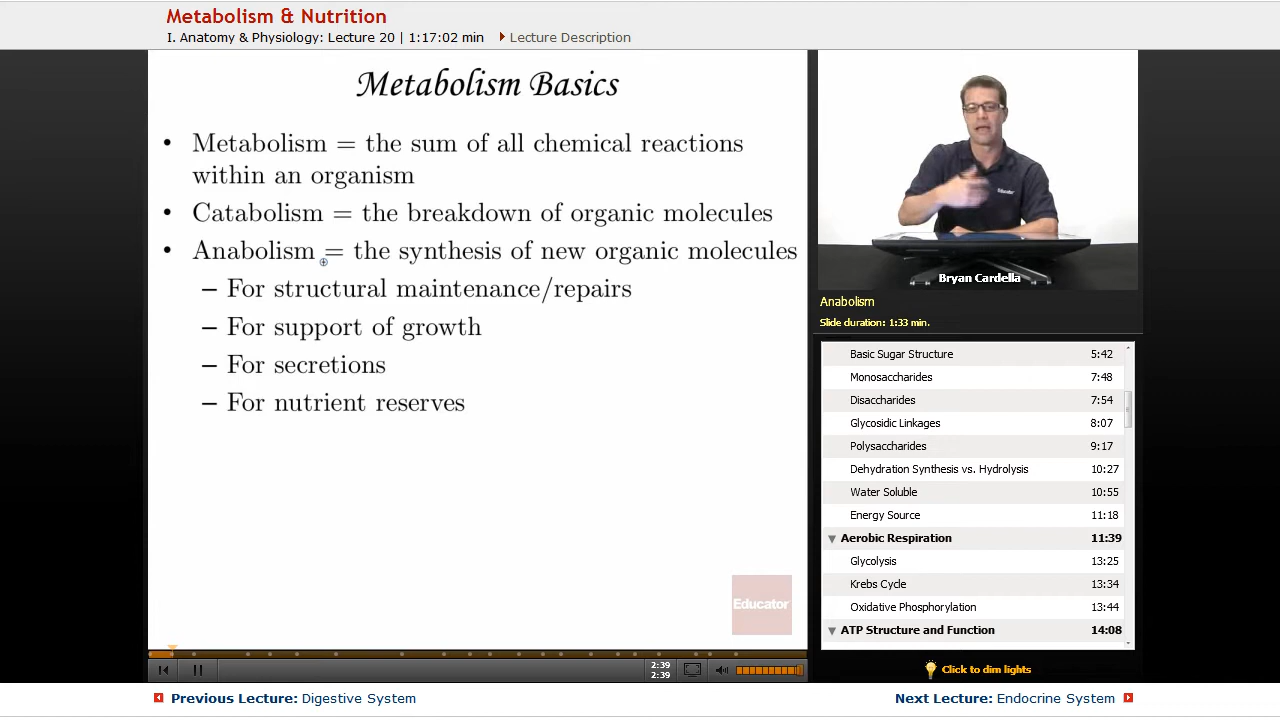 Metabolism & Nutrition
I. Anatomy & Physiology: Lecture 20 | 1:17:02 min
Lecture Description
Metabolism Basics
• Metabolism = the sum of all chemical reactions
within an organism
• Catabolism = the breakdown of organic molecules
• Anabolism = the synthesis of new organic molecules
– For structural maintenance/repairs
– For support of growth
– For secretions
– For nutrient reserves
Educator
Educator
Bryan Cardella
Anabolism
Slide duration: 1:33 min.
Basic Sugar Structure 5:42
Monosaccharides 7:48
Disaccharides 7:54
Glycosidic Linkages 8:07
Polysaccharides 9:17
Dehydration Synthesis vs. Hydrolysis 10:27
Water Soluble 10:55
Energy Source 11:18
Aerobic Respiration 11:39
Glycolysis 13:25
Krebs Cycle 13:34
Oxidative Phosphorylation 13:44
ATP Structure and Function 14:08
2:39
2:39
Click to dim lights
Previous Lecture: Digestive System
Next Lecture: Endocrine System